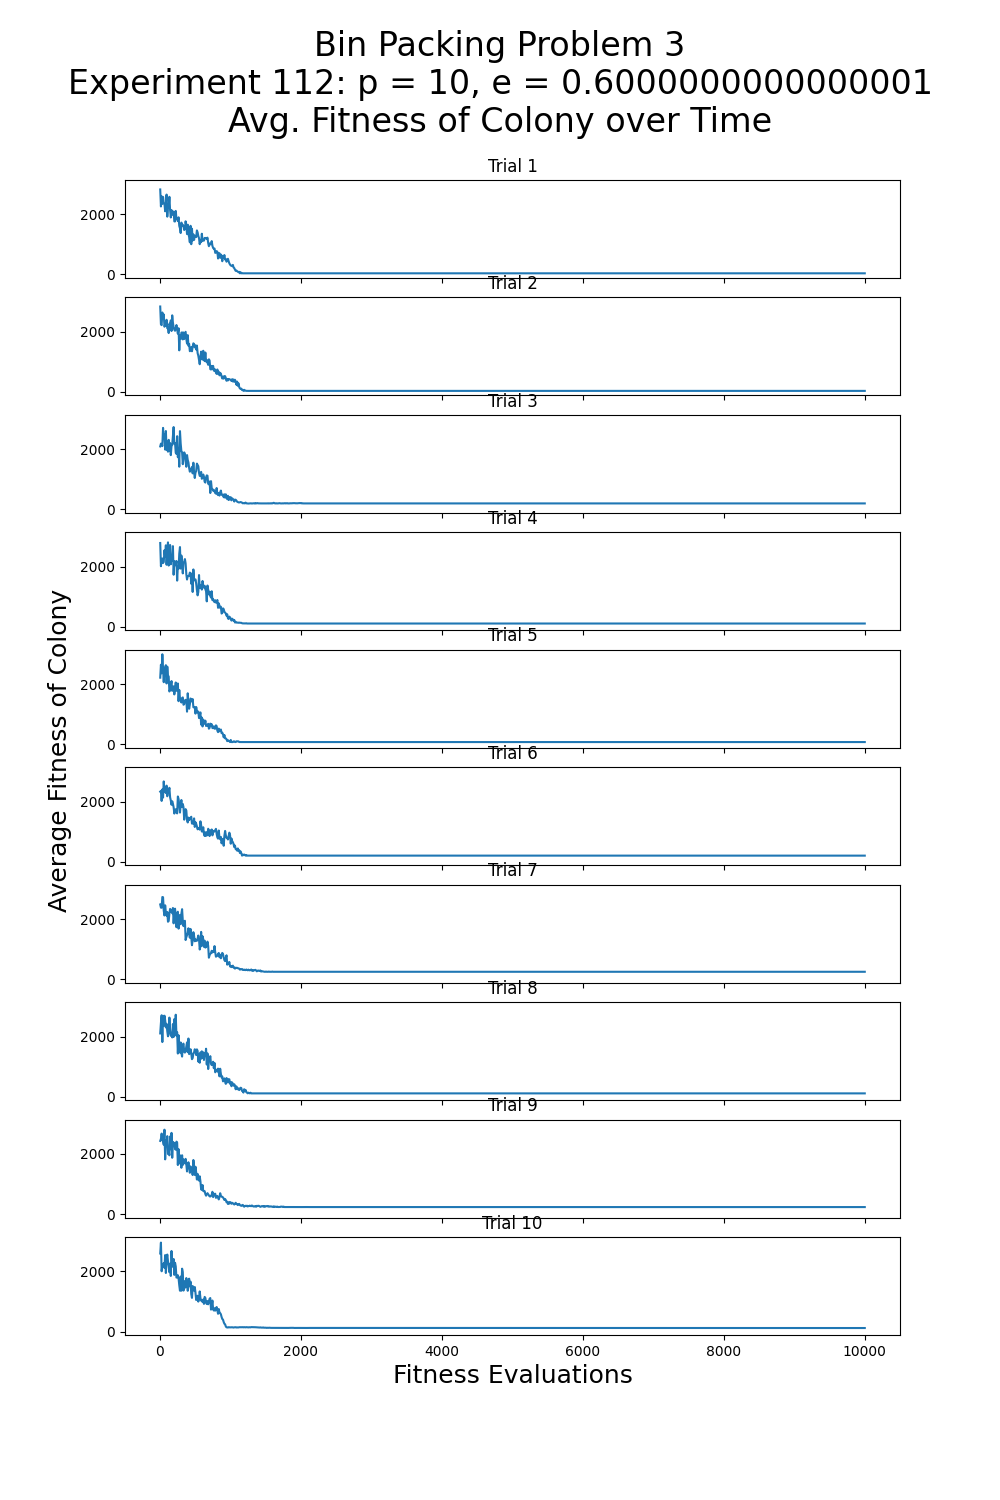 Bin Packing Problem 3
Experiment 112: p = 10, e = 0.6000000000000001
Avg. Fitness of Colony over Time
Trial 1
2000
0
Trial 2
2000
0
Trial 3
2000
0
Trial 4
2000
0
Trial 5
2000
0
Trial 6
2000
0
Trial 7
2000
0
Trial 8
2000
0
Trial 9
2000
0
Trial 10
2000
0
0 2000 4000 6000 8000 10000
Fitness Evaluations
Average Fitness of Colony